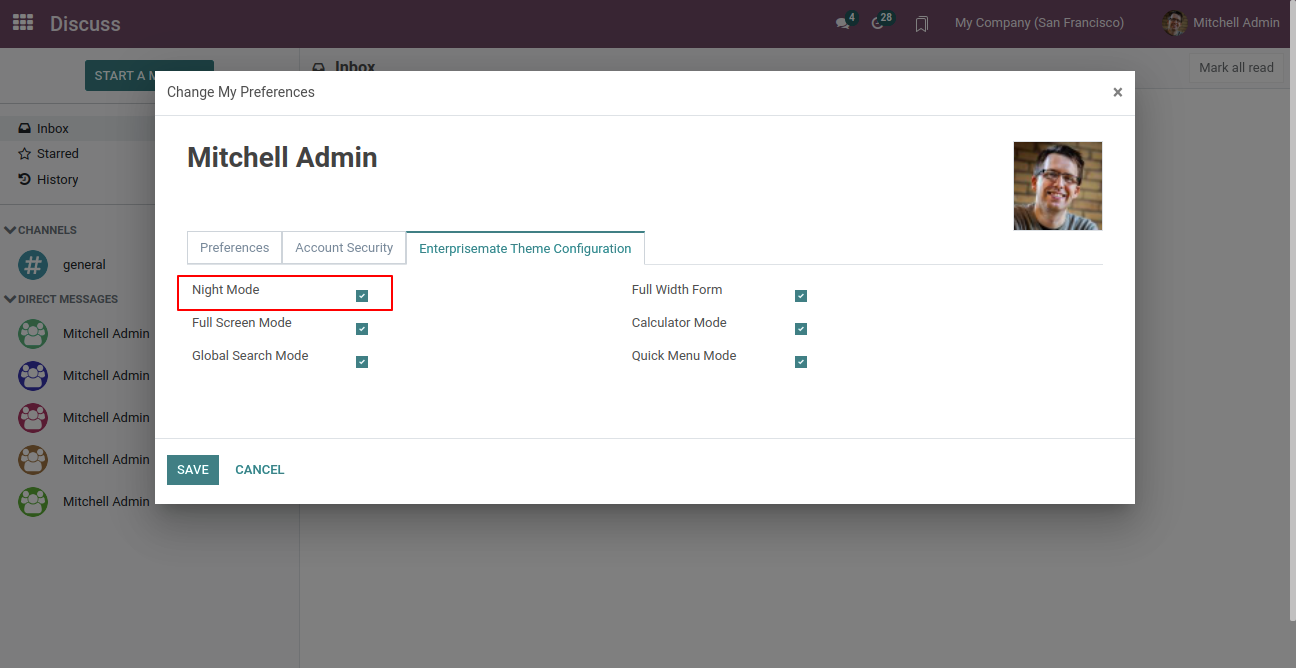 Discuss
4
28
My Company (San Francisco)
Mitchell Admin
START A M
Inbox
Mark all read
Change My Preferences
×
Inbox
Starred
History
Mitchell Admin
CHANNELS
# general
Preferences
Account Security
Enterprisemate Theme Configuration
DIRECT MESSAGES
Night Mode
Full Width Form
Full Screen Mode
Calculator Mode
Global Search Mode
Quick Menu Mode
Mitchell Admin
Mitchell Admin
Mitchell Admin
Mitchell Admin
Mitchell Admin
SAVE
CANCEL